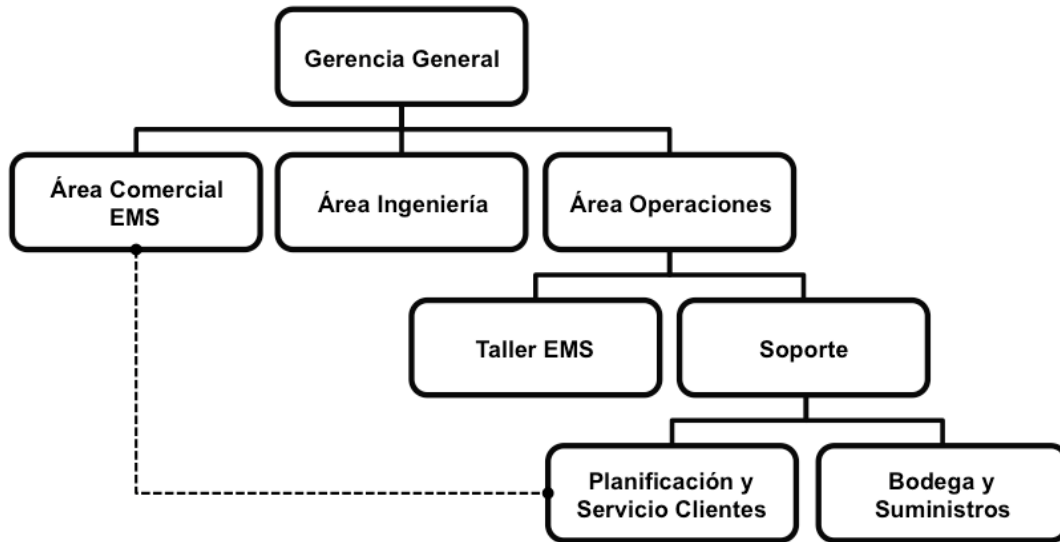 Gerencia General
Área Comercial
EMS
Área Ingeniería
Área Operaciones
Taller EMS
Soporte
Planificación y
Servicio Clientes
Bodega y
Suministros